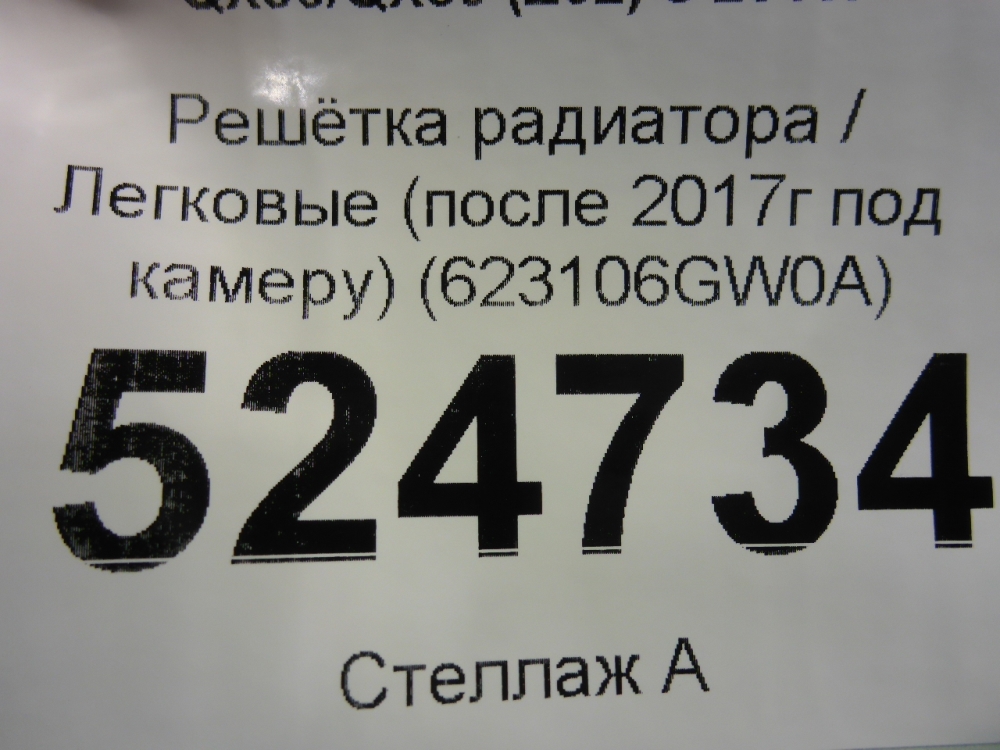 Решётка радиатора /
Легковые (после 2017г под
камеру) (623106GW0A)
524734
Стеллаж А